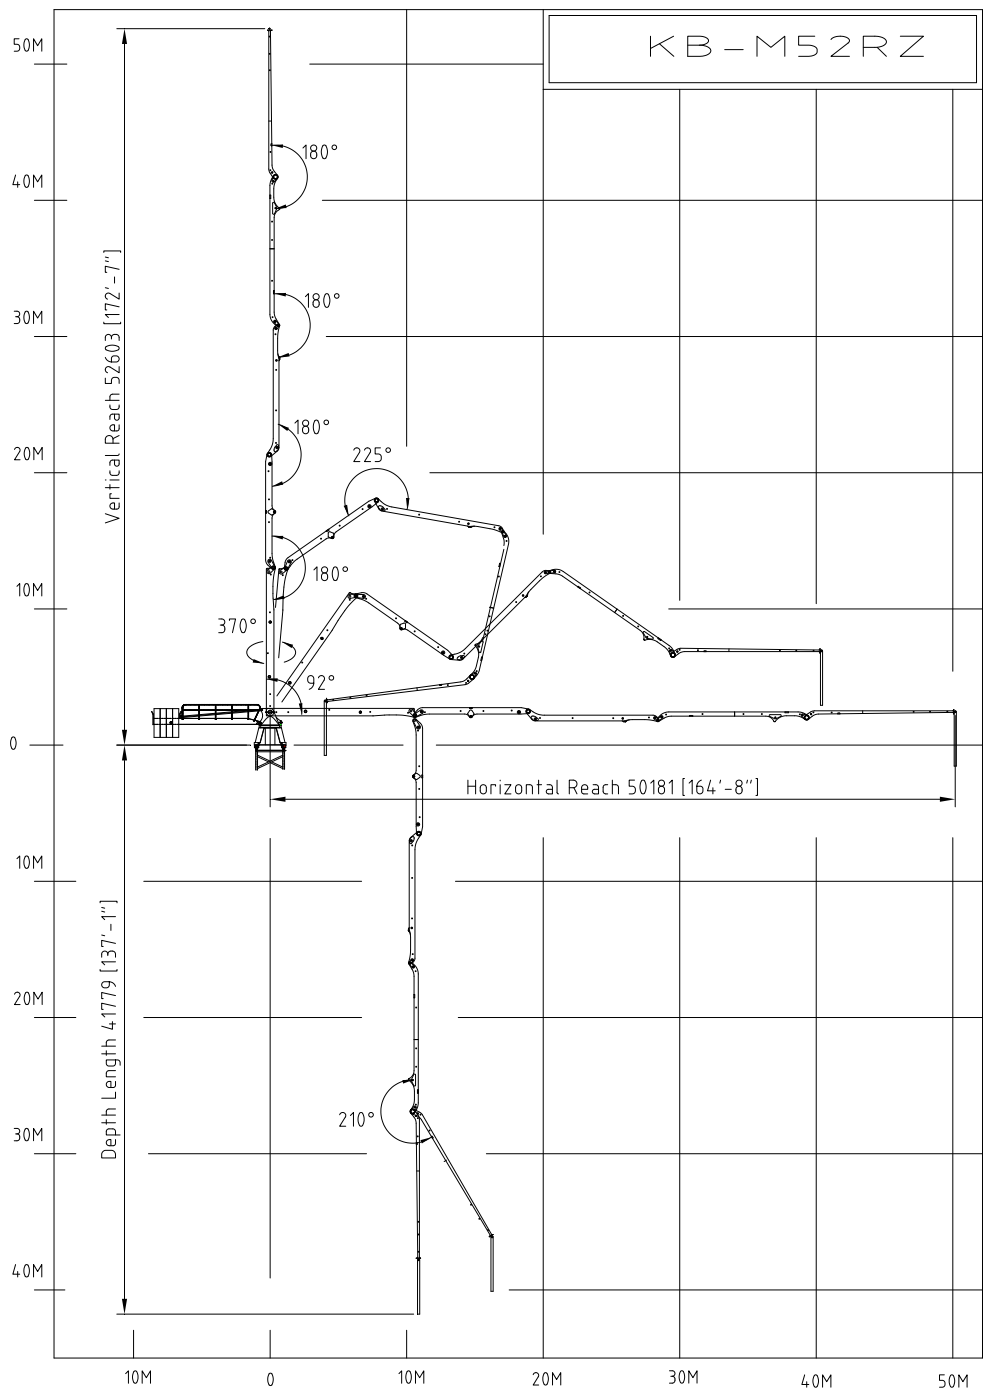 KB-M52RZ
50M
180°
40M
Vertical Reach 52603 [172'-7"]
180°
30M
180°
225°
20M
180°
10M
370°
92°
0
Horizontal Reach 50181 [164'-8"]
10M
Depth Length 41779 [137'-1"]
20M
210°
30M
40M
10M 0 10M 20M 30M 40M 50M